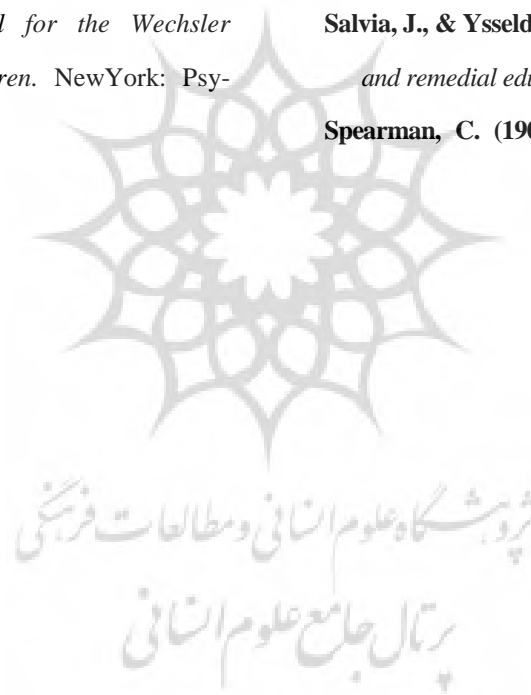 l for the Wechsler
ren. NewYork: Psy-
Salvia, J., & Ysseld
and remedial edu
Spearman, C. (190
پژوهشگاه علوم انسانی و مطالعات فرهنگی
پرتال جامع علوم انسانی